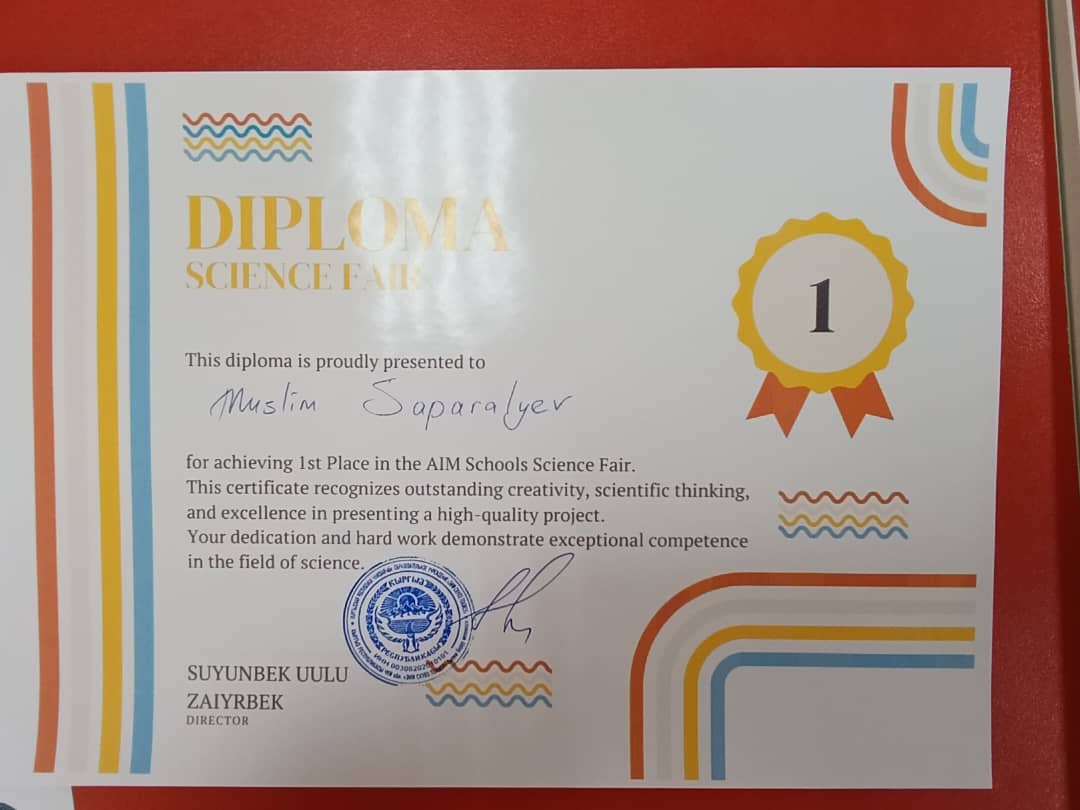 DIPLOMA
SCIENCE FAIR
1
This diploma is proudly presented to
Muslim Saparalyev
for achieving 1st Place in the AIM Schools Science Fair.
This certificate recognizes outstanding creativity, scientific thinking,
and excellence in presenting a high-quality project.
Your dedication and hard work demonstrate exceptional competence
in the field of science.
КЫРГЫЗ
РЕСПУБЛИКАСЫ
SUYUNBEK UULU
ZAIYRBEK
DIRECTOR